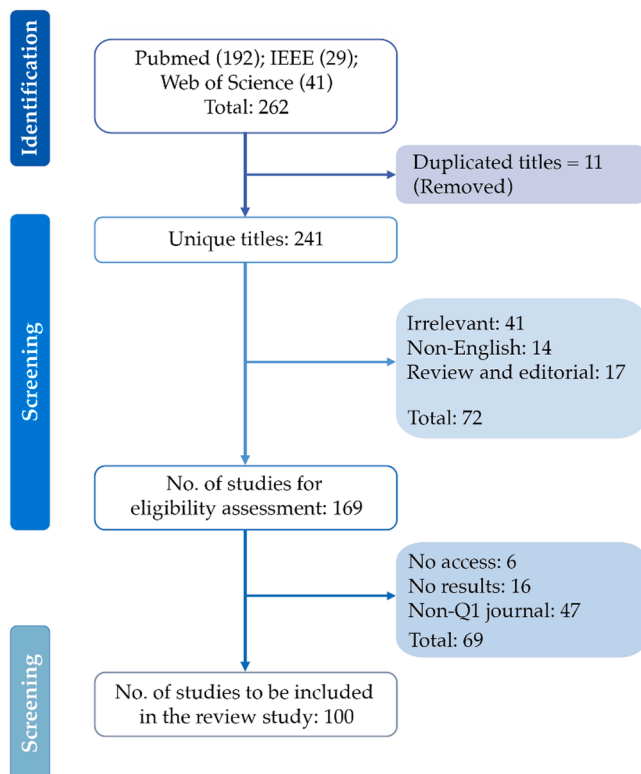 Identification
Pubmed (192); IEEE (29);
Web of Science (41)
Total: 262
Duplicated titles = 11
(Removed)
Screening
Unique titles: 241
Irrelevant: 41
Non-English: 14
Review and editorial: 17
Total: 72
No. of studies for
eligibility assessment: 169
No access: 6
No results: 16
Non-Q1 journal: 47
Total: 69
Screening
No. of studies to be included
in the review study: 100